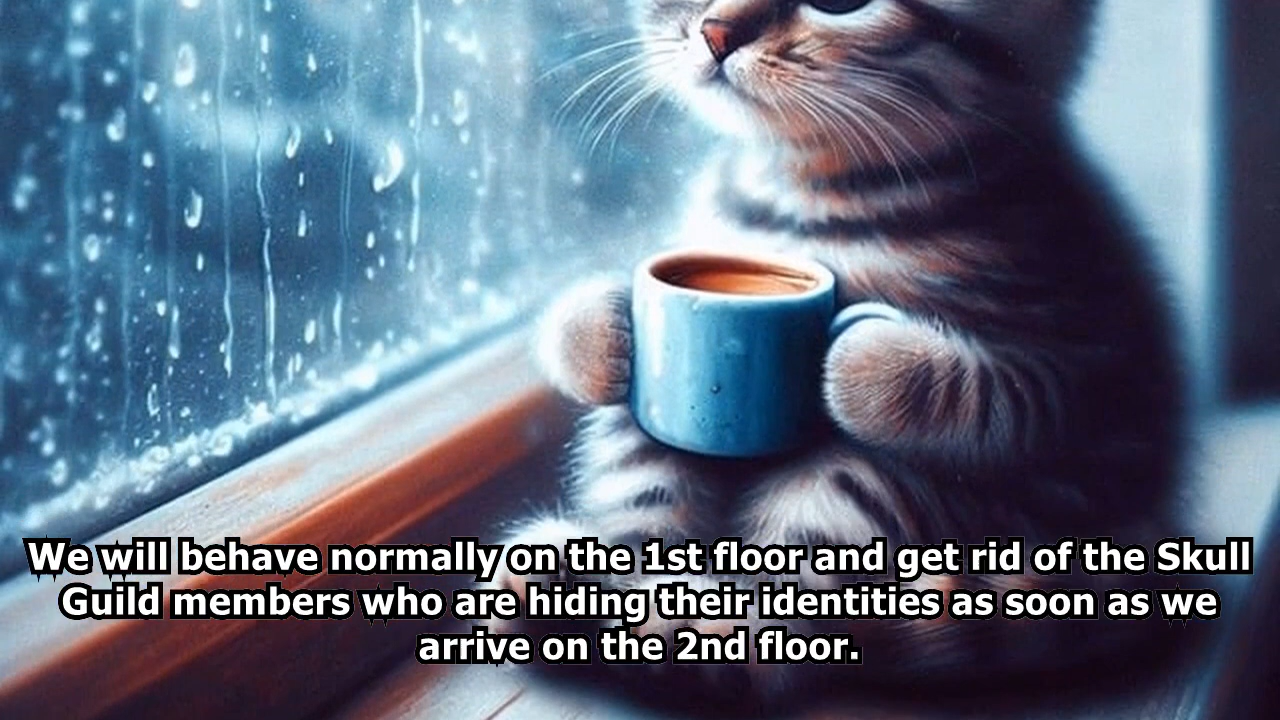 We will behave normally on the 1st floor and get rid of the Skull
Guild members who are hiding their identities as soon as we
arrive on the 2nd floor.